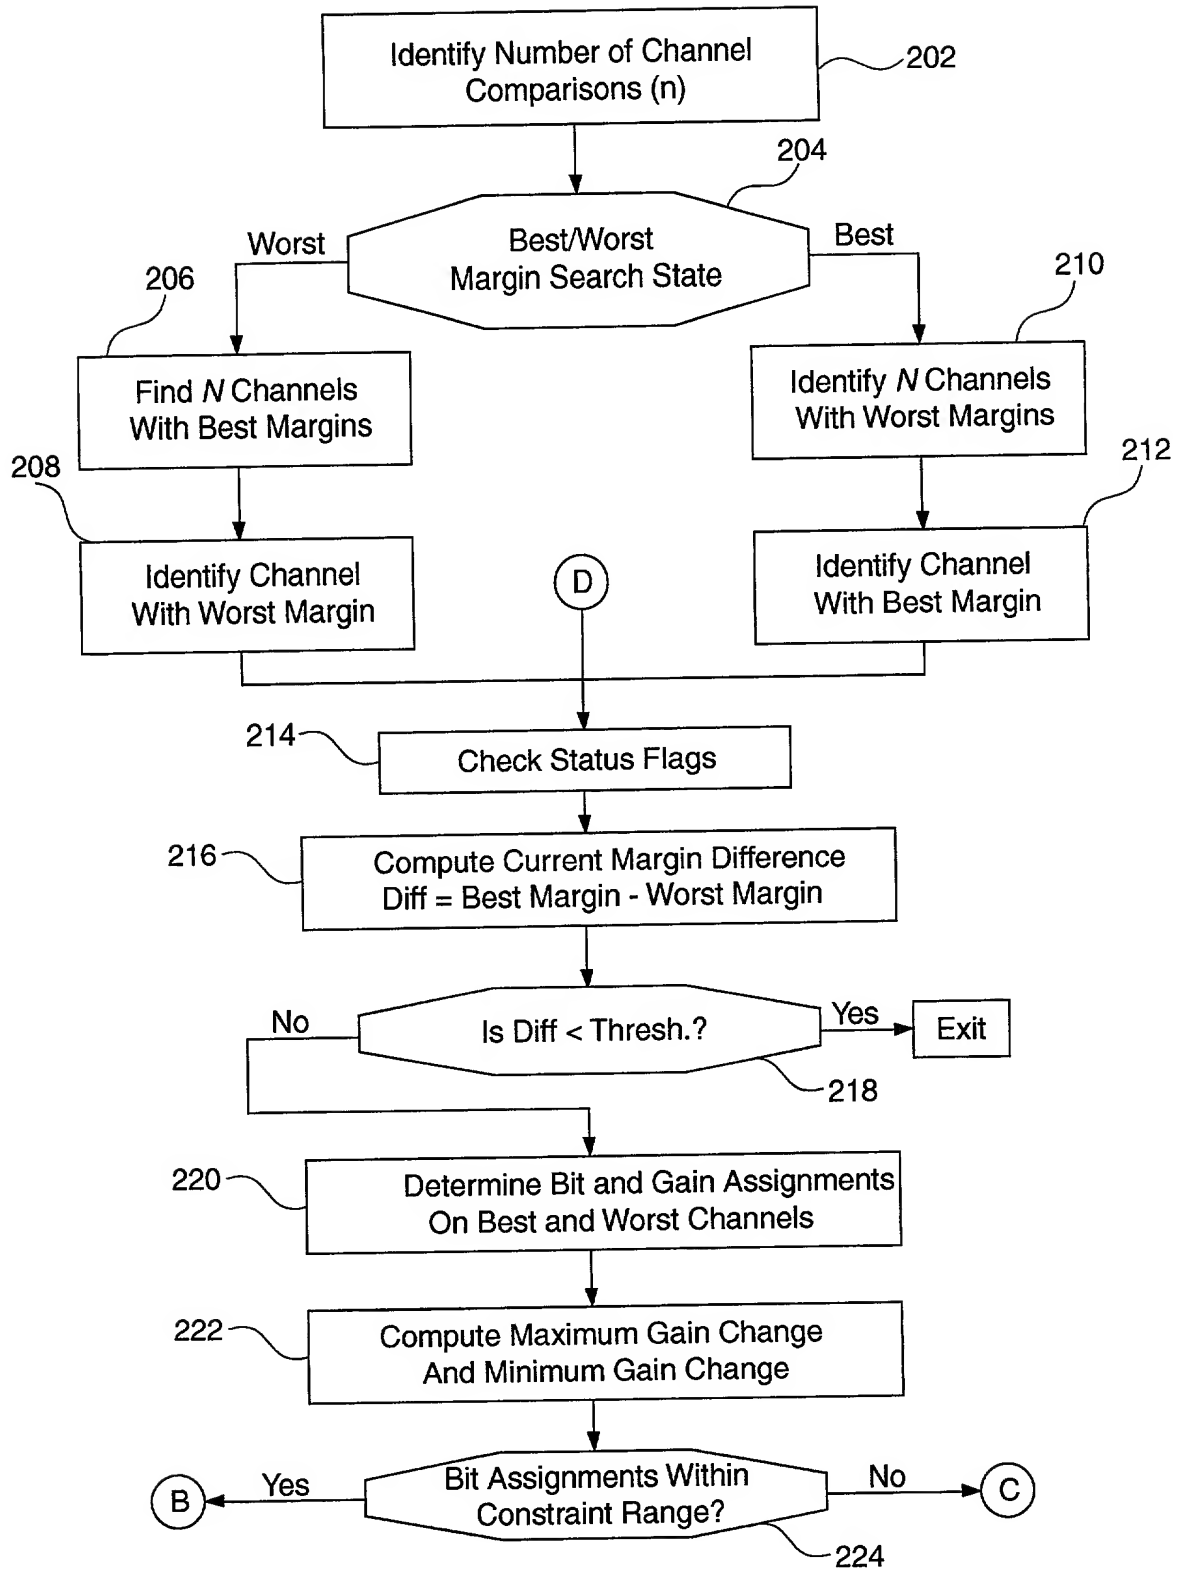 Identify Number of Channel
Comparisons (n)
202
204
Best/Worst
Margin Search State
Worst
Best
206
210
Find N Channels
With Best Margins
Identify N Channels
With Worst Margins
208
212
Identify Channel
With Worst Margin
D
Identify Channel
With Best Margin
214
Check Status Flags
216
Compute Current Margin Difference
Diff = Best Margin - Worst Margin
No
Is Diff < Thresh.?
Yes
Exit
218
220
Determine Bit and Gain Assignments
On Best and Worst Channels
222
Compute Maximum Gain Change
And Minimum Gain Change
B
Yes
Bit Assignments Within
Constraint Range?
No
C
224